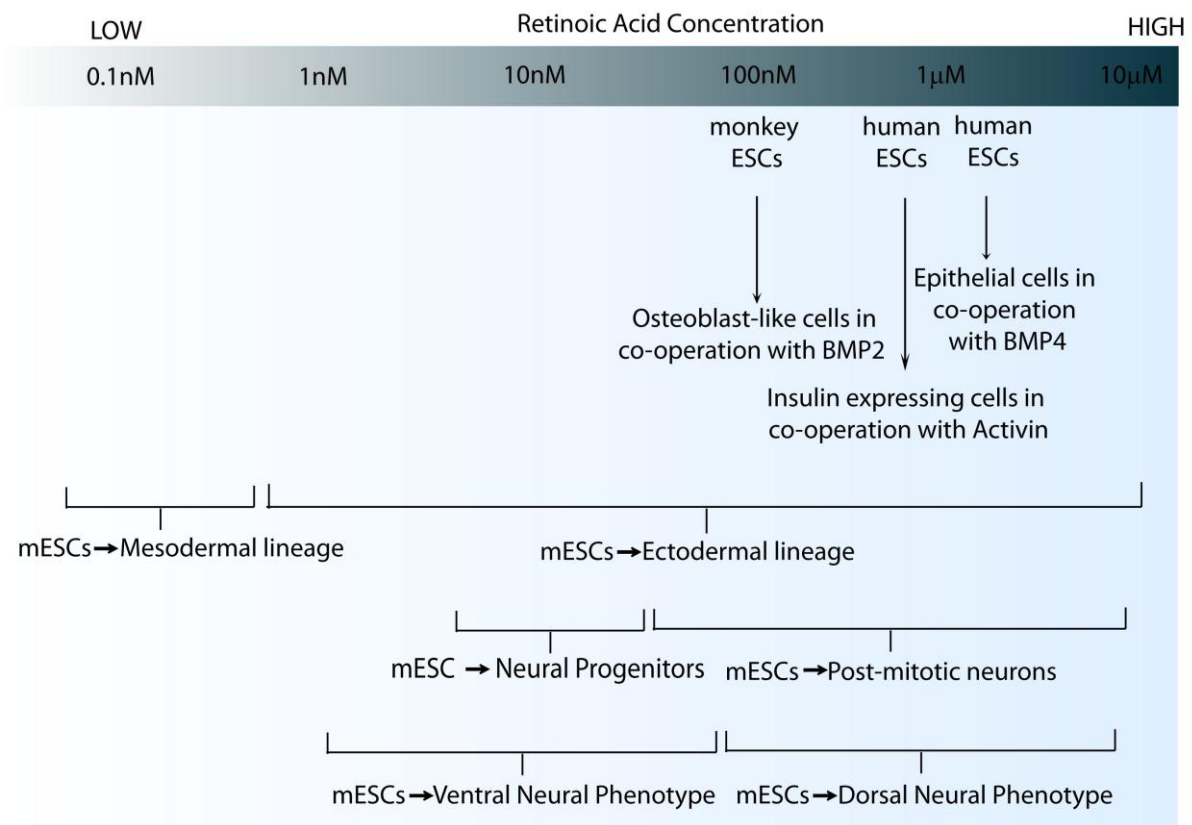 LOW Retinoic Acid Concentration HIGH
0.1nM 1nM 10nM 100nM 1μM 10μM
monkey
ESCs
human
ESCs
human
ESCs
Epithelial cells in
co-operation
with BMP4
Osteoblast-like cells in
co-operation with BMP2
Insulin expressing cells in
co-operation with Activin
mESCs→Mesodermal lineage
mESCs→Ectodermal lineage
mESC → Neural Progenitors
mESCs→Post-mitotic neurons
mESCs→Ventral Neural Phenotype
mESCs→Dorsal Neural Phenotype